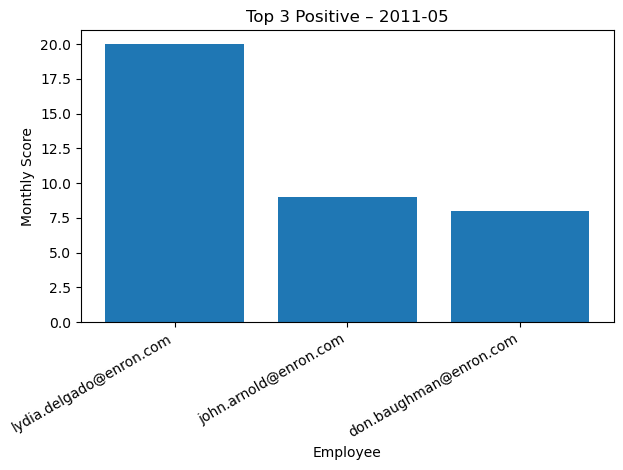 Top 3 Positive – 2011-05
Monthly Score
20.0
17.5
15.0
12.5
10.0
7.5
5.0
2.5
0.0
lydia.delgado@enron.com
john.arnold@enron.com
don.baughman@enron.com
Employee